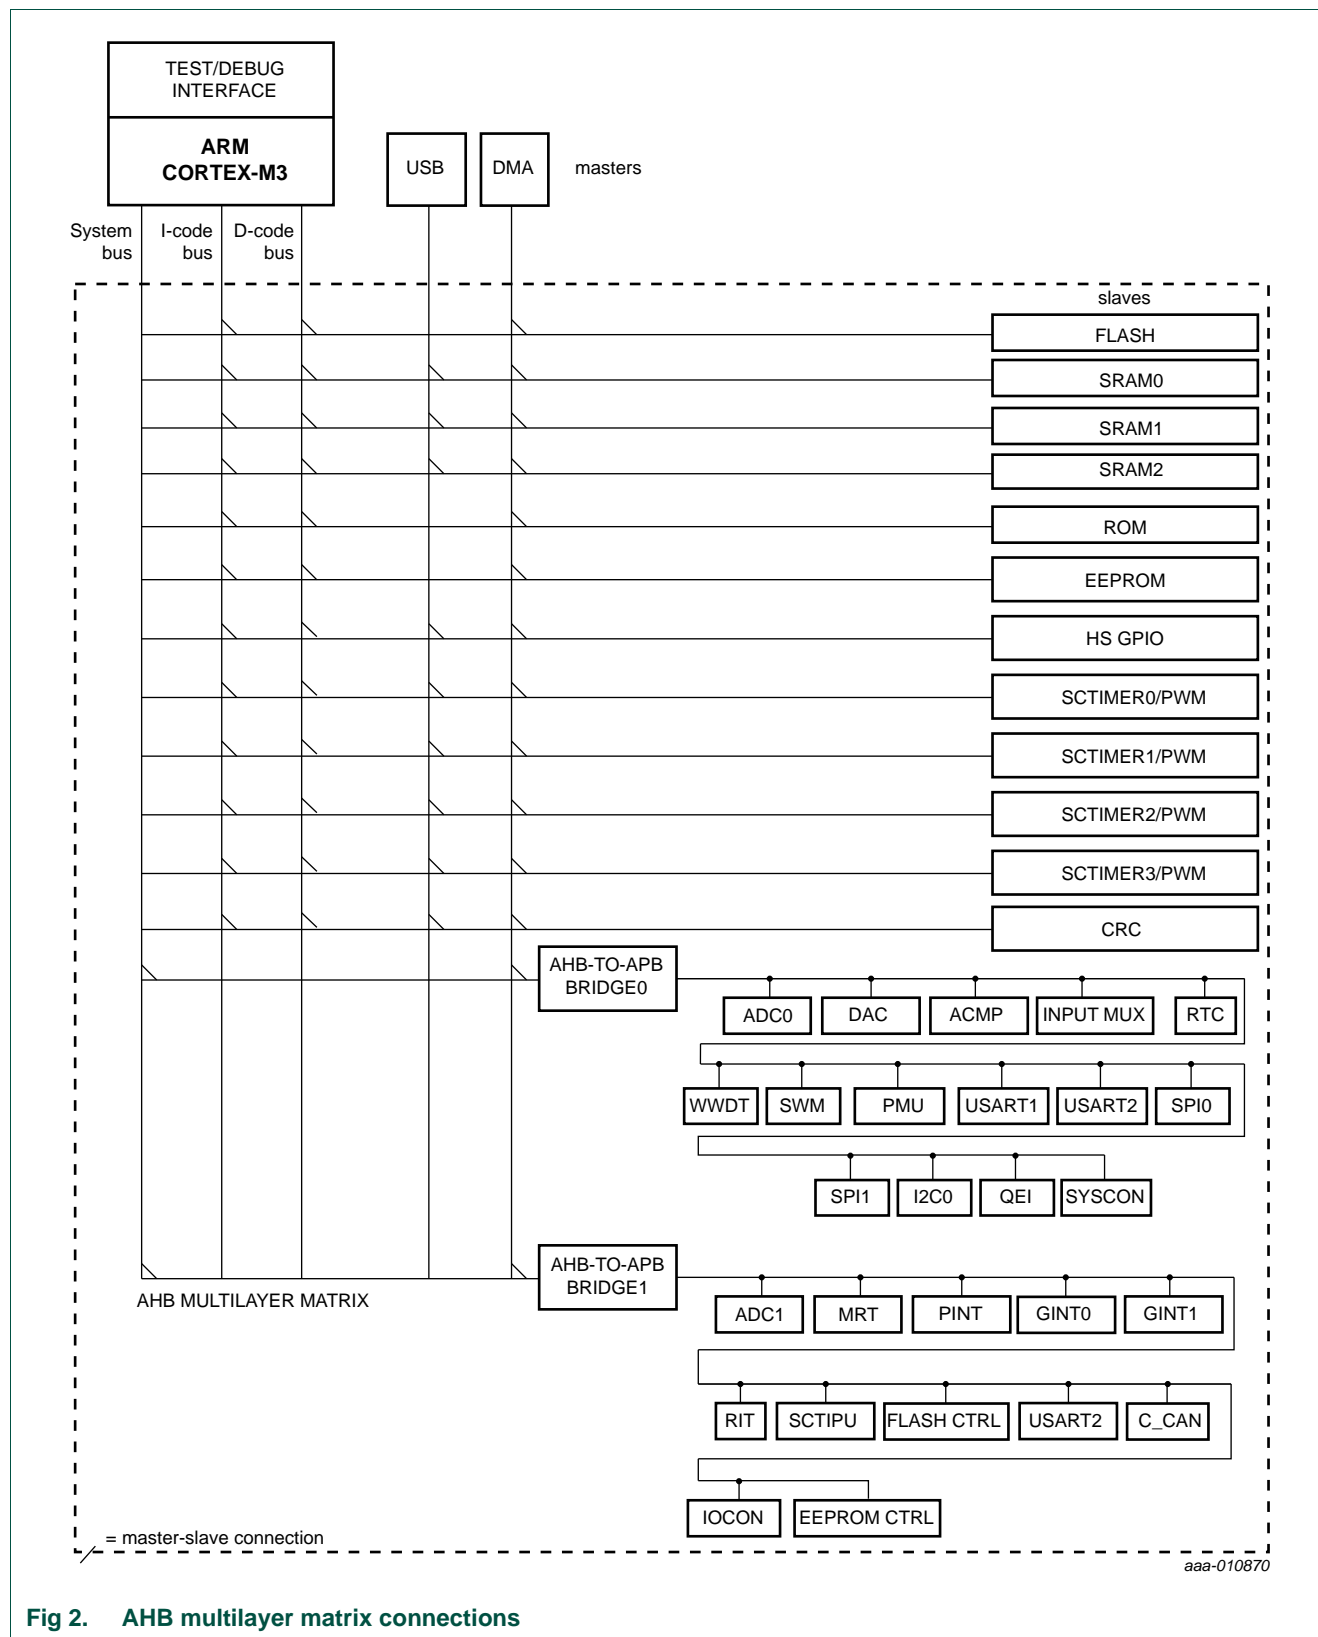 TEST/DEBUG
INTERFACE
ARM
CORTEX-M3
USB
DMA
masters
System
bus
I-code
bus
D-code
bus
slaves
FLASH
SRAM0
SRAM1
SRAM2
ROM
EEPROM
HS GPIO
SCTIMER0/PWM
SCTIMER1/PWM
SCTIMER2/PWM
SCTIMER3/PWM
CRC
AHB-TO-APB
BRIDGE0
ADC0
DAC
ACMP
INPUT MUX
RTC
WWDT
SWM
PMU
USART1
USART2
SPI0
SPI1
I2C0
QEI
SYSCON
AHB-TO-APB
BRIDGE1
AHB MULTILAYER MATRIX
ADC1
MRT
PINT
GINT0
GINT1
RIT
SCTIPU
FLASH CTRL
USART2
C_CAN
IOCON
EEPROM CTRL
= master-slave connection
aaa-010870
Fig 2. AHB multilayer matrix connections